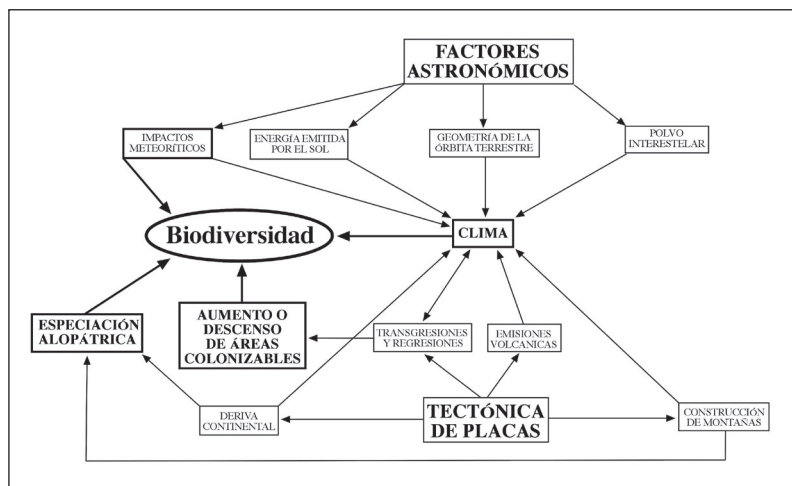 FACTORES
ASTRONÓMICOS
IMPACTOS
METEORÍTICOS
ENERGÍA EMITIDA
POR EL SOL
GEOMETRÍA DE LA
ÓRBITA TERRESTRE
POLVO
INTERESTELAR
Biodiversidad
CLIMA
ESPECIACIÓN
ALOPÁTRICA
AUMENTO O
DESCENSO
DE ÁREAS
COLONIZABLES
TRANSGRESIONES
Y REGRESIONES
EMISIONES
VOLCANICAS
DERIVA
CONTINENTAL
TECTÓNICA
DE PLACAS
CONSTRUCCIÓN
DE MONTAÑAS